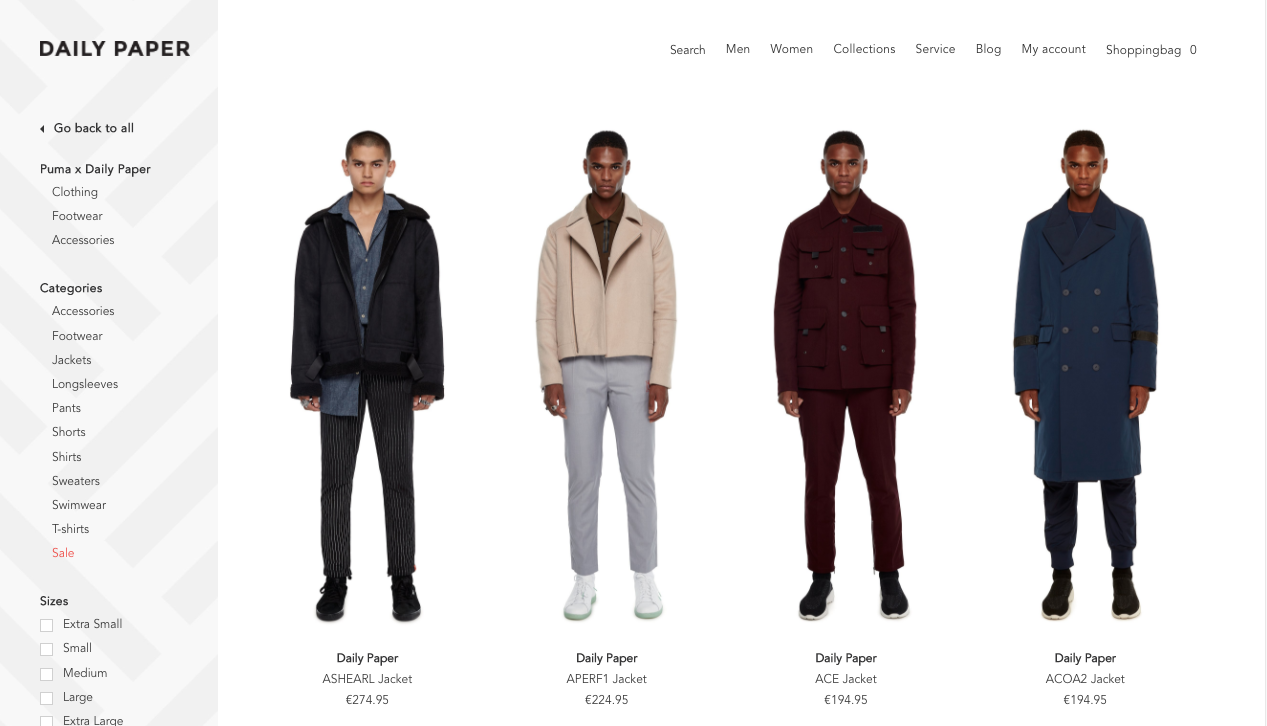 DAILY PAPER
Search Men Women Collections Service Blog My account Shoppingbag 0
Go back to all
Puma x Daily Paper
Clothing
Footwear
Accessories
Categories
Accessories
Footwear
Jackets
Longsleeves
Pants
Shorts
Shirts
Sweaters
Swimwear
T-shirts
Sale
Sizes
Extra Small
Small
Medium
Large
Extra Large
Daily Paper
ASHEARL Jacket
€274.95
Daily Paper
APERF1 Jacket
€224.95
Daily Paper
ACE Jacket
€194.95
Daily Paper
ACOA2 Jacket
€194.95